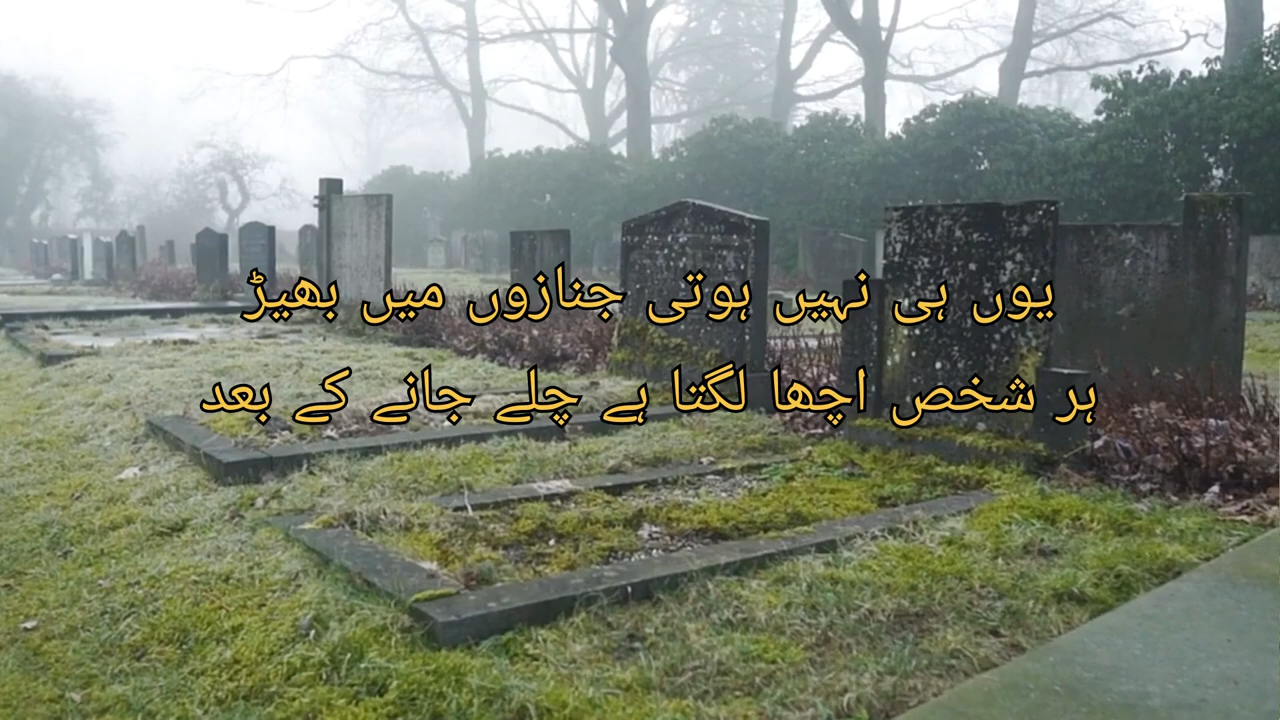 یوں ہی نہیں ہوتی جنازوں میں بھیڑ
ہر شخص اچھا لگتا ہے چلے جانے کے بعد